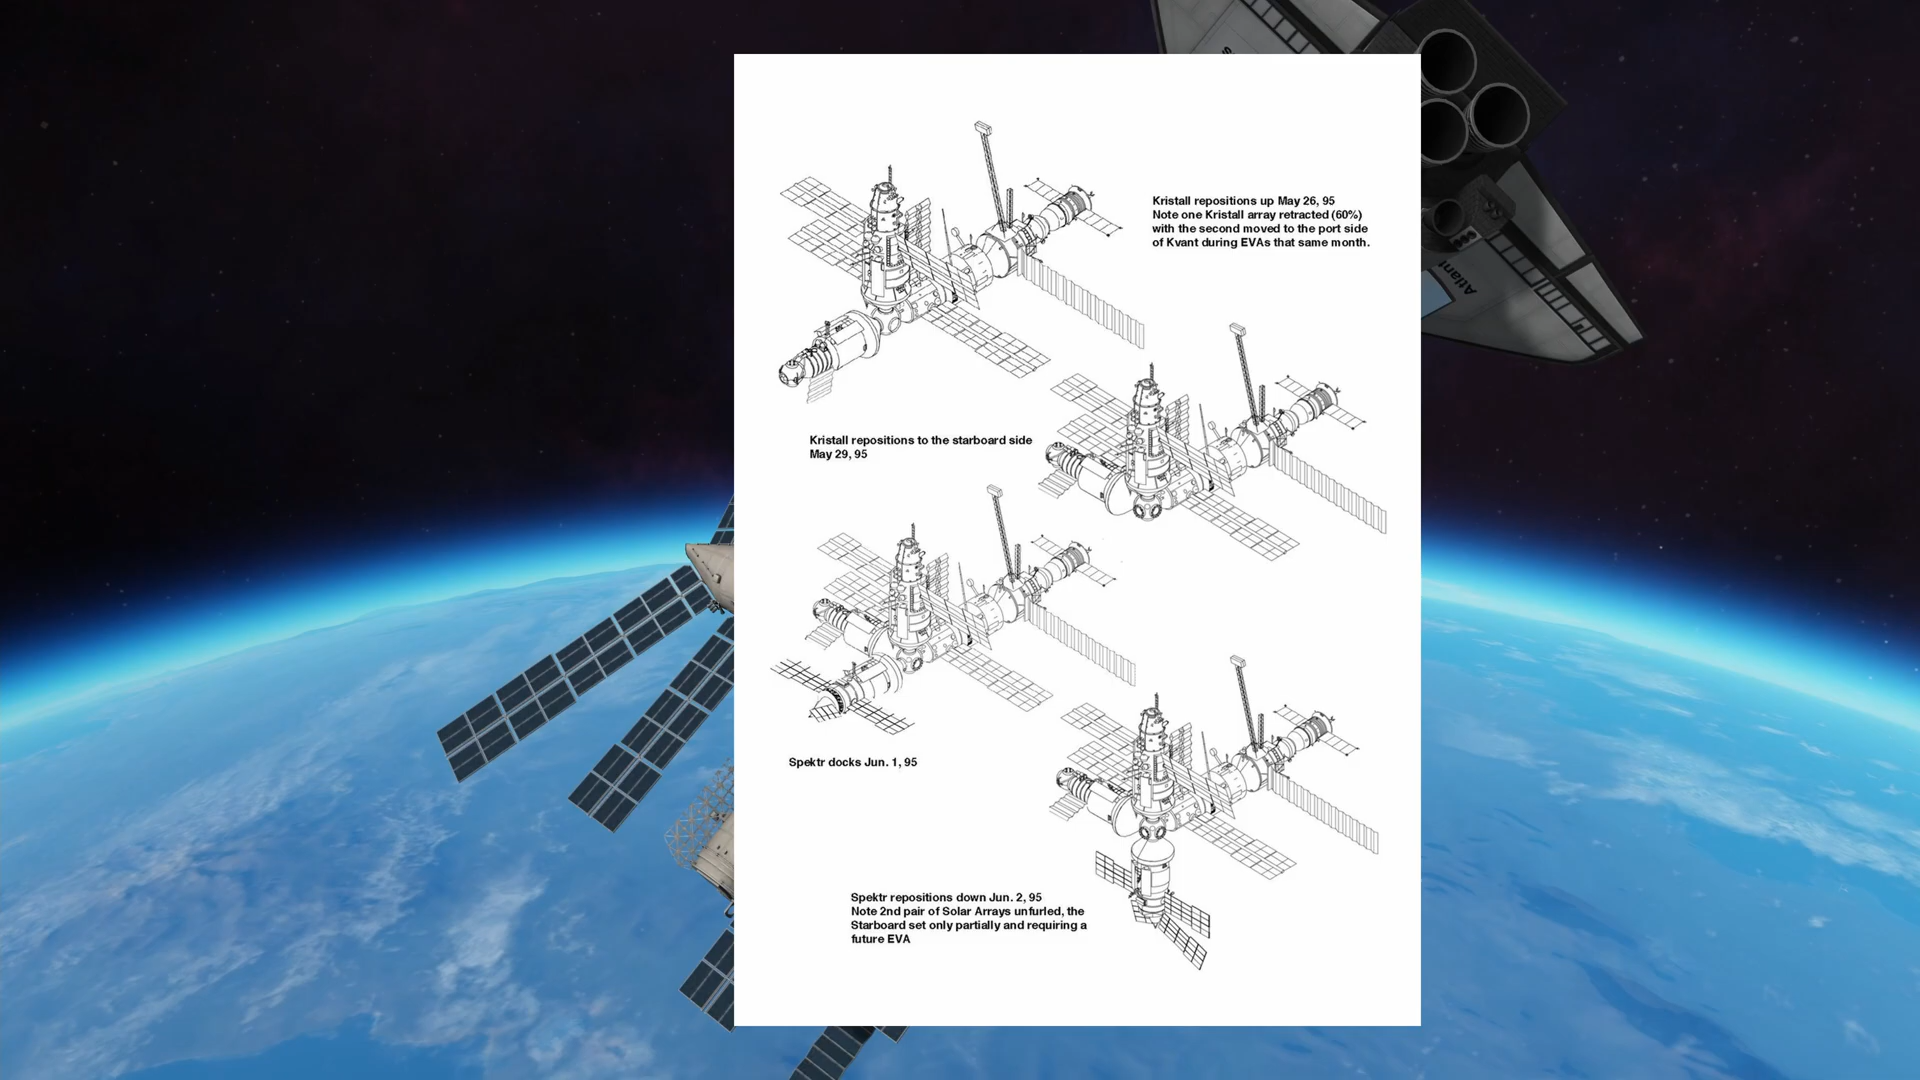 Kristall repositions up May 26, 95
Note one Kristall array retracted (60%)
with the second moved to the port side
of Kvant during EVAs that same month.
Kristall repositions to the starboard side
May 29, 95
Spektr docks Jun. 1, 95
Spektr repositions down Jun. 2, 95
Note 2nd pair of Solar Arrays unfurled, the
Starboard set only partially and requiring a
future EVA